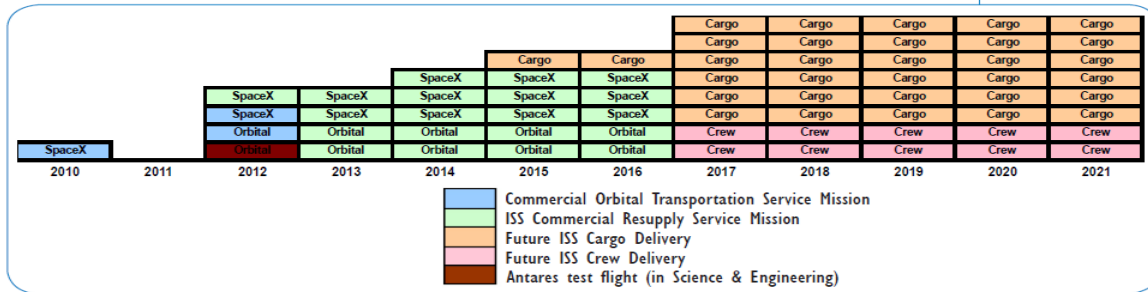 Cargo Cargo Cargo Cargo Cargo
Cargo Cargo Cargo Cargo Cargo
Cargo Cargo Cargo Cargo Cargo Cargo Cargo
SpaceX SpaceX SpaceX Cargo Cargo Cargo Cargo Cargo
SpaceX SpaceX SpaceX SpaceX SpaceX Cargo Cargo Cargo Cargo Cargo
SpaceX SpaceX SpaceX SpaceX SpaceX Cargo Cargo Cargo Cargo Cargo
Orbital Orbital Orbital Orbital Orbital Crew Crew Crew Crew Crew
SpaceX Orbital Orbital Orbital Orbital Orbital Crew Crew Crew Crew Crew
2010 2011 2012 2013 2014 2015 2016 2017 2018 2019 2020 2021
Commercial Orbital Transportation Service Mission
ISS Commercial Resupply Service Mission
Future ISS Cargo Delivery
Future ISS Crew Delivery
Antares test flight (in Science & Engineering)